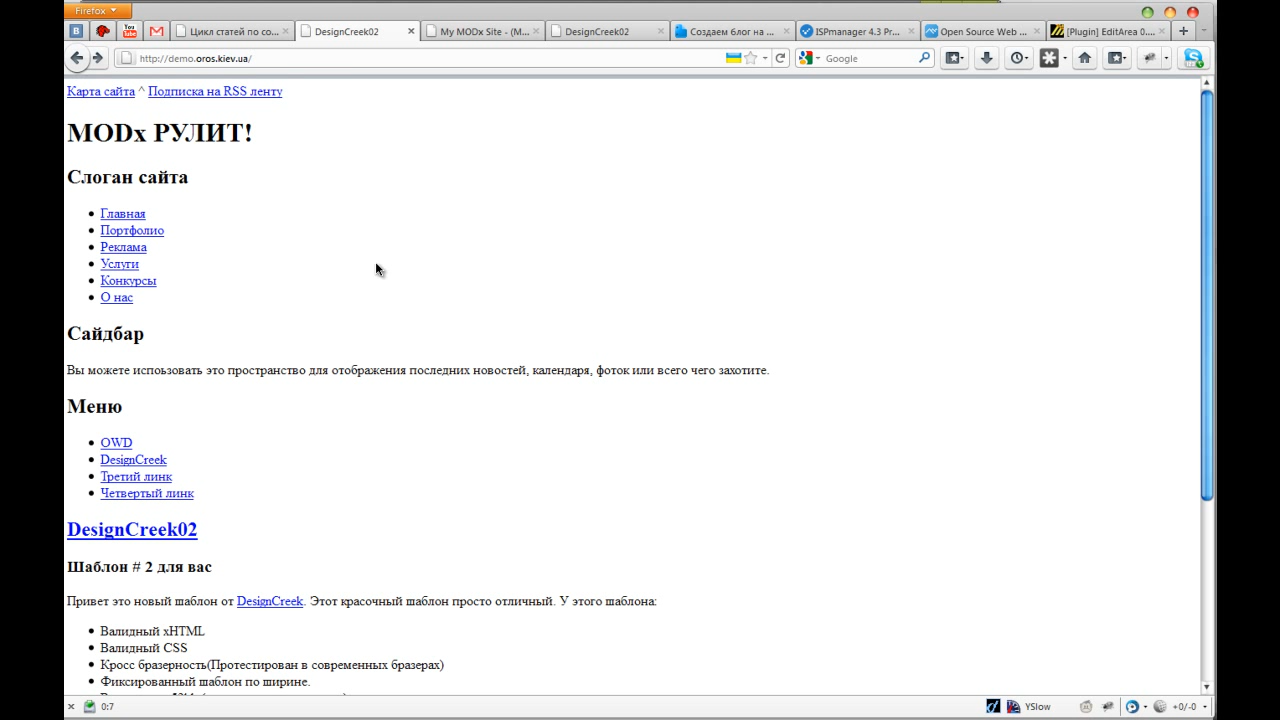 Firefox
Цикл статей по со...
DesignCreek02
My MODx Site - (M...
DesignCreek02
Создаем блог на ...
ISPmanager 4.3 Pr...
Open Source Web ...
[Plugin] EditArea 0....
http://demo.oros.kiev.ua/
Google
Карта сайта ^ Подписка на RSS ленту
MODx РУЛИТ!
Слоган сайта
Главная
Портфолио
Реклама
Услуги
Конкурсы
О нас
Сайдбар
Вы можете испоьзовать это пространство для отображения последних новостей, календаря, фоток или всего чего захотите.
Меню
OWD
DesignCreek
Третий линк
Четвертый линк
DesignCreek02
Шаблон # 2 для вас
Привет это новый шаблон от DesignCreek. Этот красочный шаблон просто отличный. У этого шаблона:
Валидный xHTML
Валидный CSS
Кросс бразерность(Протестирован в современных бразерах)
Фиксированный шаблон по ширине.
0:7
YSlow
+0/-0